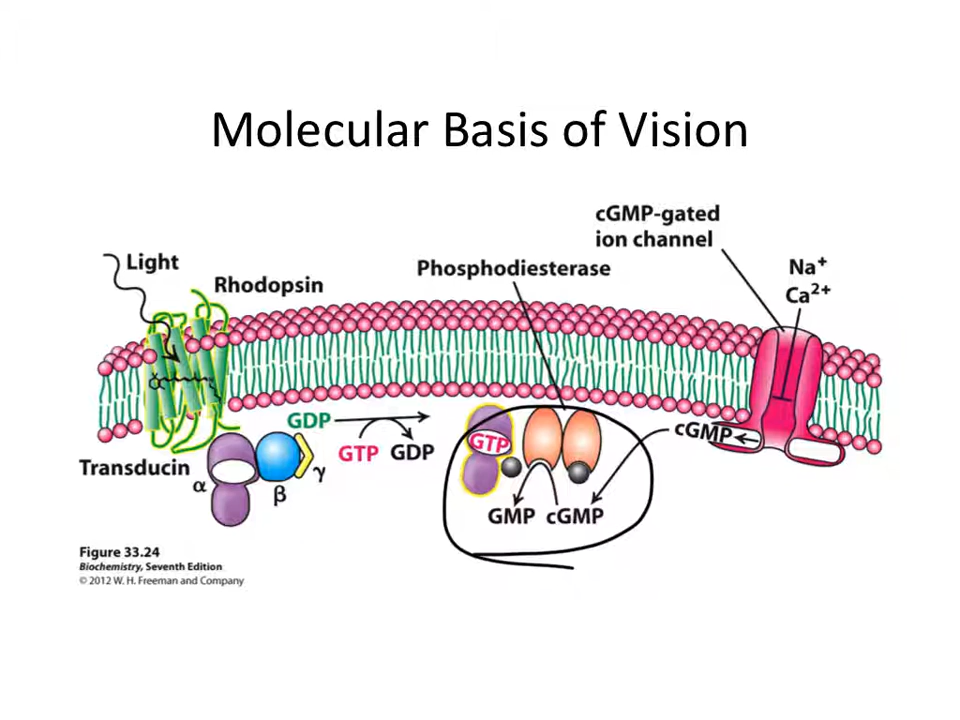 Molecular Basis of Vision
cGMP-gated
ion channel
Light
Rhodopsin
Phosphodiesterase
Na+
Ca2+
GDP
GTP
GDP
GTP
cGMP
Transducin
α
β
γ
GMP
cGMP
Figure 33.24
Biochemistry, Seventh Edition
© 2012 W. H. Freeman and Company